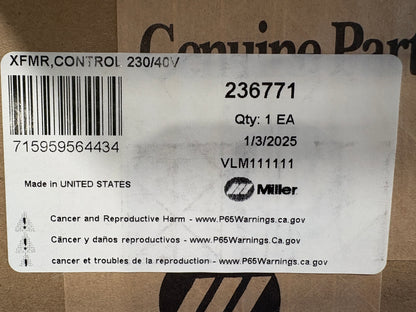 Genuine Part
XFMR,CONTROL 230/40V
236771
Qty: 1 EA
1/3/2025
715959564434
VLM111111
Made in UNITED STATES
Miller
Cancer and Reproductive Harm - www.P65Warnings.ca.gov
Cäncer y daños reproductivos - www.P65Warnings.ca.gov
cancer et troubles de la reproduction - www.P65Warnings.ca.gov